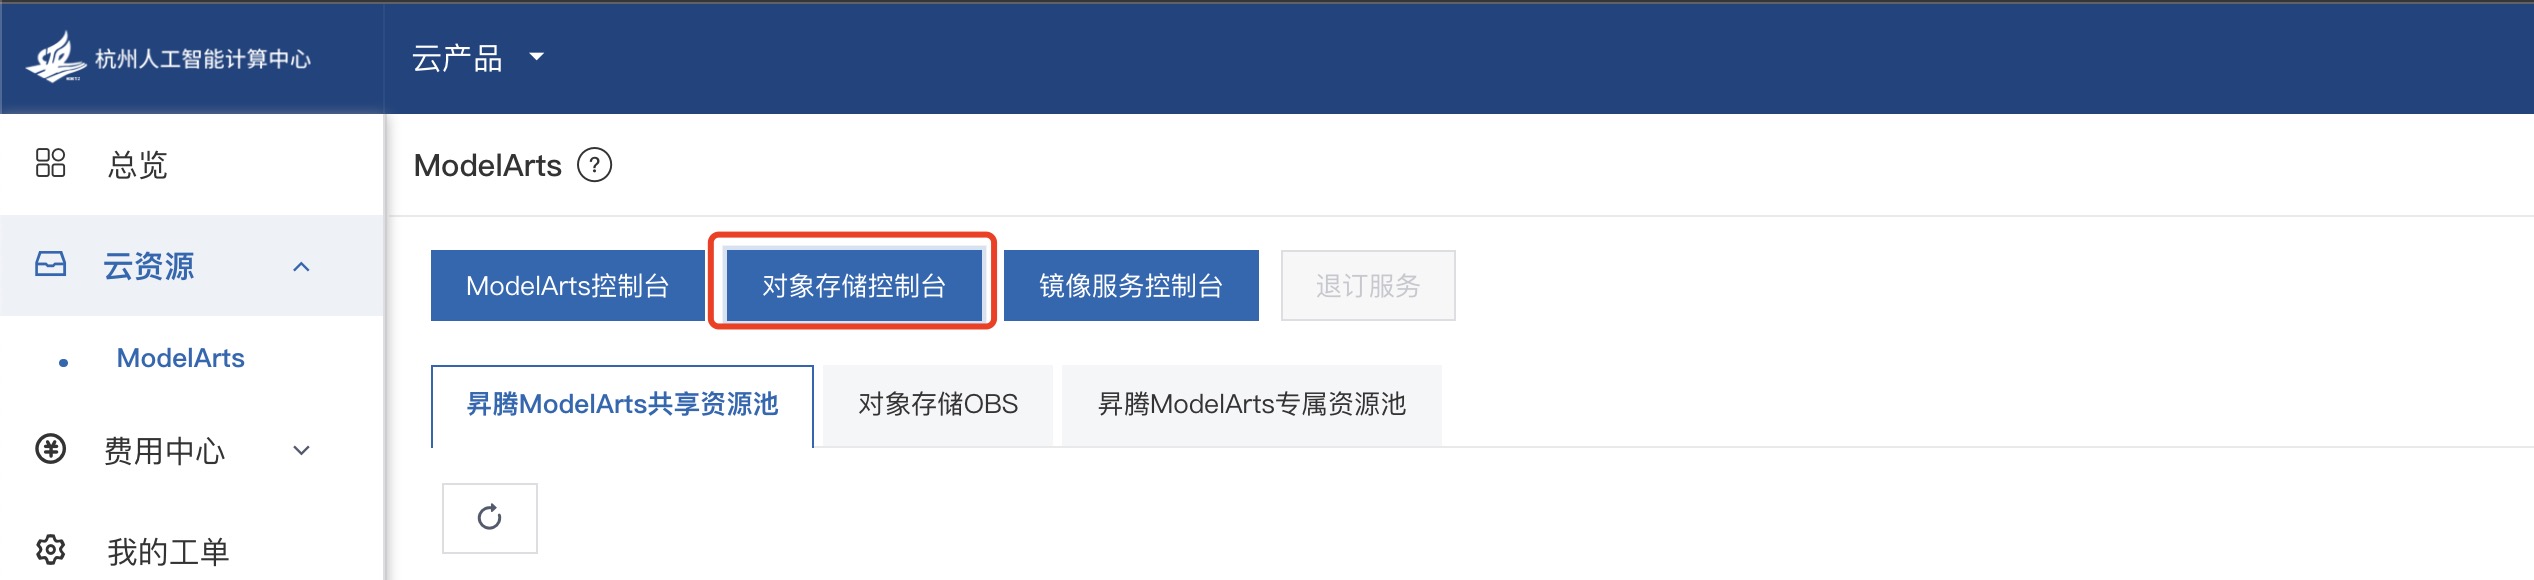 杭州人工智能计算中心
云产品
总览
云资源
ModelArts
费用中心
我的工单
ModelArts ?
ModelArts控制台
对象存储控制台
镜像服务控制台
退订服务
昇腾ModelArts共享资源池
对象存储OBS
昇腾ModelArts专属资源池